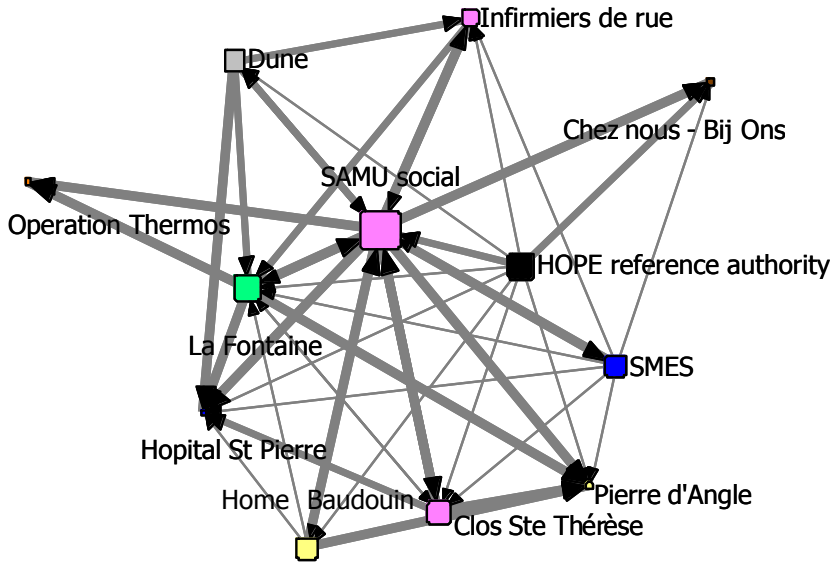 Infirmiers de rue
Dune
Chez nous - Bij Ons
SAMU social
Operation Thermos
HOPE reference authority
La Fontaine
SMES
Hopital St Pierre
Home Baudouin
Pierre d'Angle
Clos Ste Thérèse